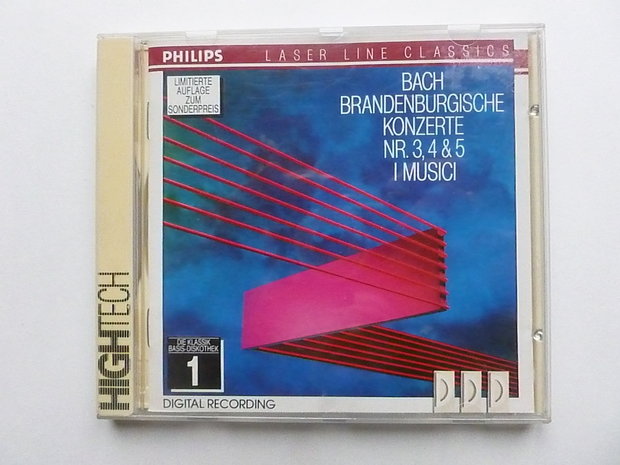 PHILIPS LASER LINE CLASSICS
LIMITIERTE
AUFLAGE
ZUM
SONDERPREIS
BACH
BRANDENBURGISCHE
KONZERTE
NR. 3, 4 & 5
I MUSICI
HIGHTECH
DIE KLASSIK
BASIS-DISKOTHEK
1
DIGITAL RECORDING
DDD